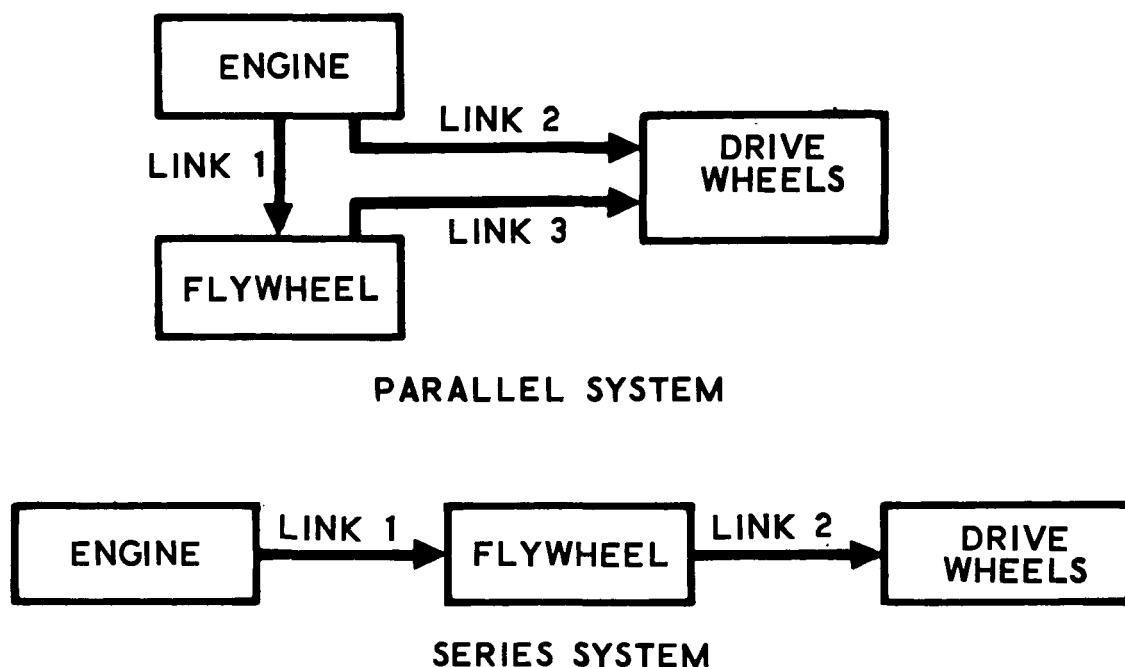 ENGINE
LINK 2
DRIVE
WHEELS
LINK 1
LINK 3
FLYWHEEL
PARALLEL SYSTEM
ENGINE
LINK 1
FLYWHEEL
LINK 2
DRIVE
WHEELS
SERIES SYSTEM